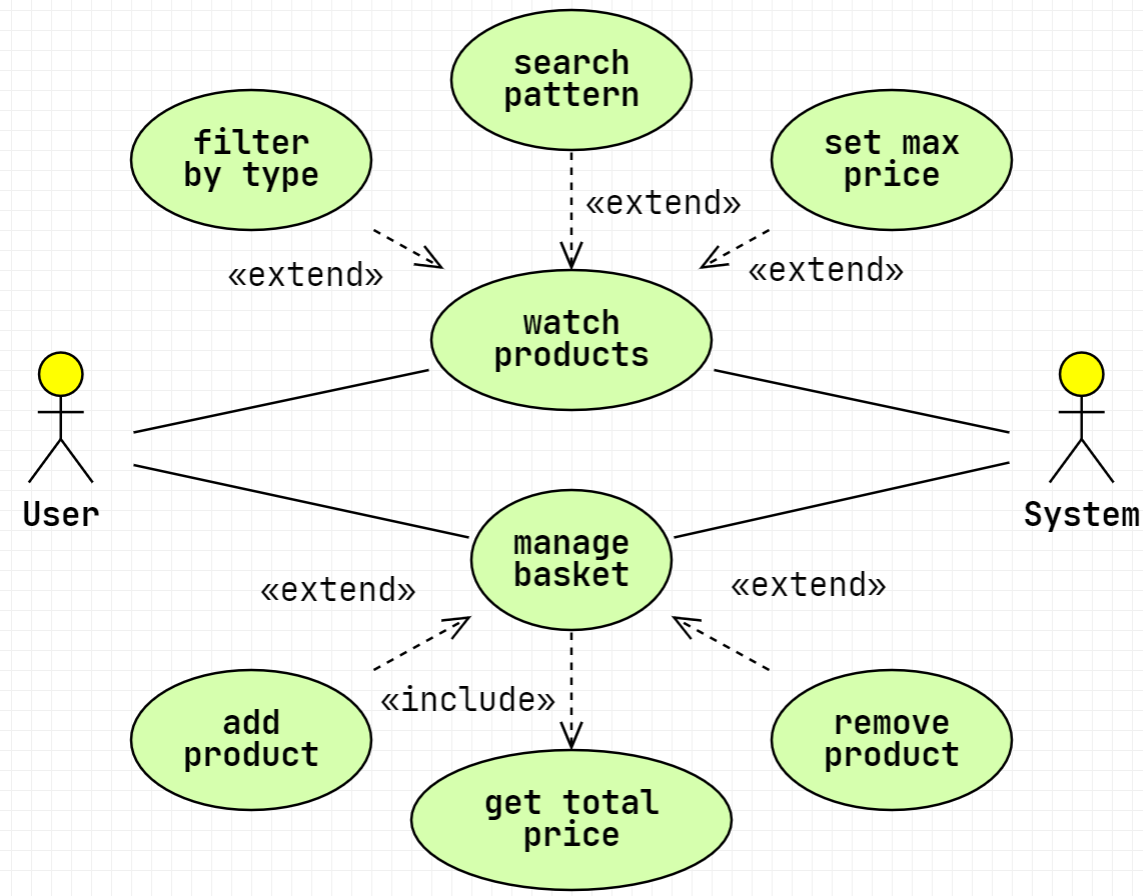 search
pattern
filter
by type
set max
price
«extend»
«extend»
«extend»
watch
products
User
System
manage
basket
«extend»
«extend»
«include»
add
product
remove
product
get total
price